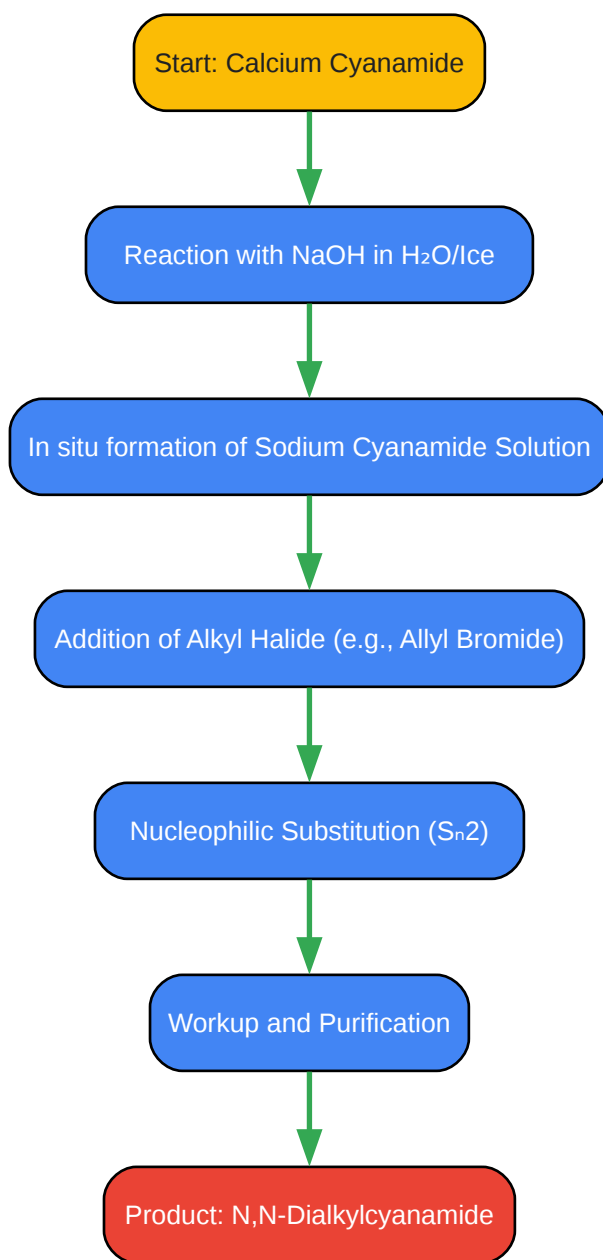 Start: Calcium Cyanamide
Reaction with NaOH in H₂O/Ice
In situ formation of Sodium Cyanamide Solution
Addition of Alkyl Halide (e.g., Allyl Bromide)
Nucleophilic Substitution (Sₙ2)
Workup and Purification
Product: N,N-Dialkylcyanamide